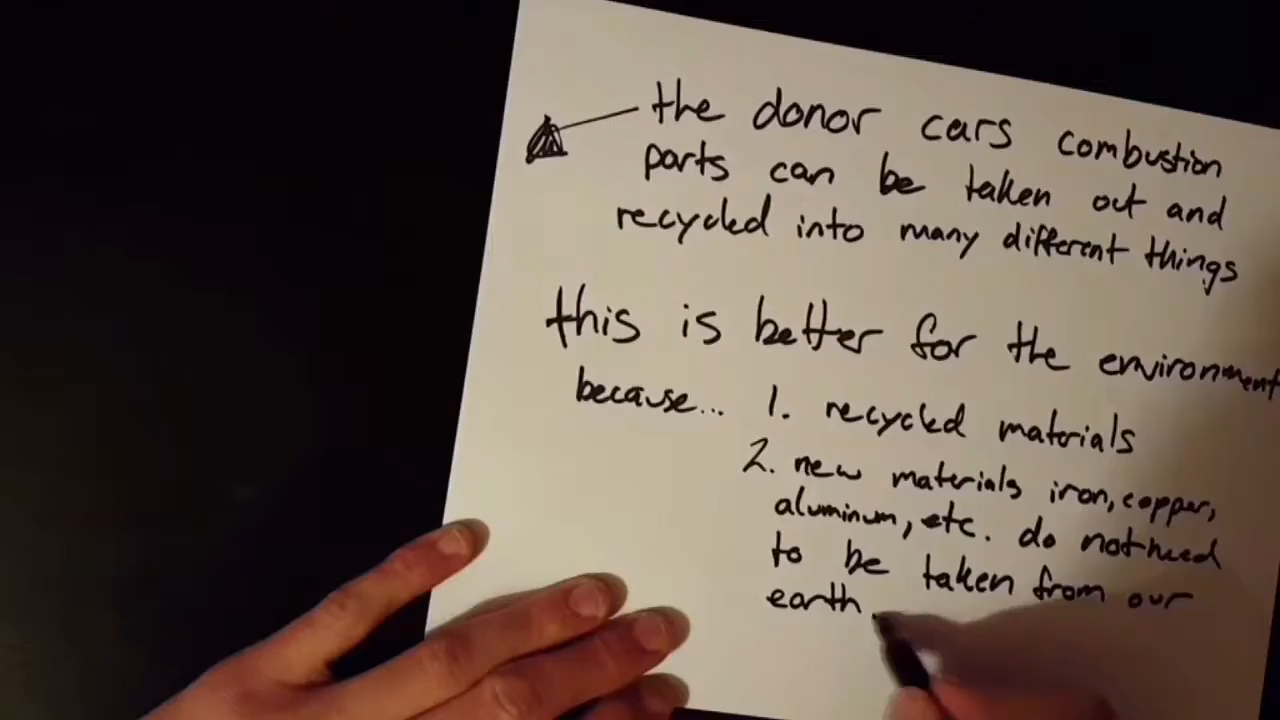 the donor cars combustion
parts can be taken out and
recycled into many different things
this is better for the environment
because... 1. recycled materials
2. new materials iron, copper,
aluminum, etc. do not need
to be taken from our
earth